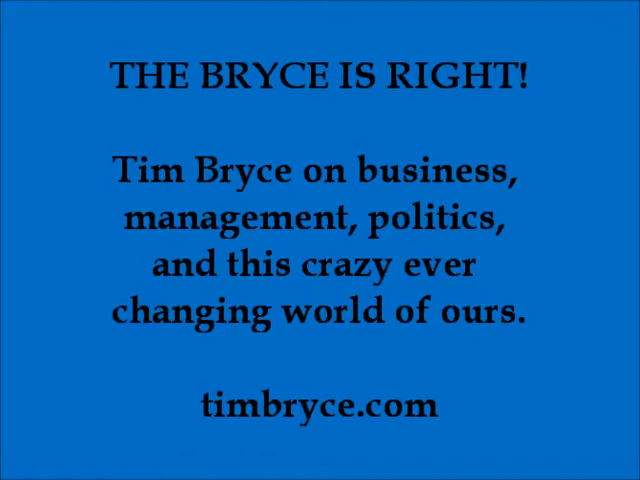 THE BRYCE IS RIGHT!
Tim Bryce on business,
management, politics,
and this crazy ever
changing world of ours.
timbryce.com